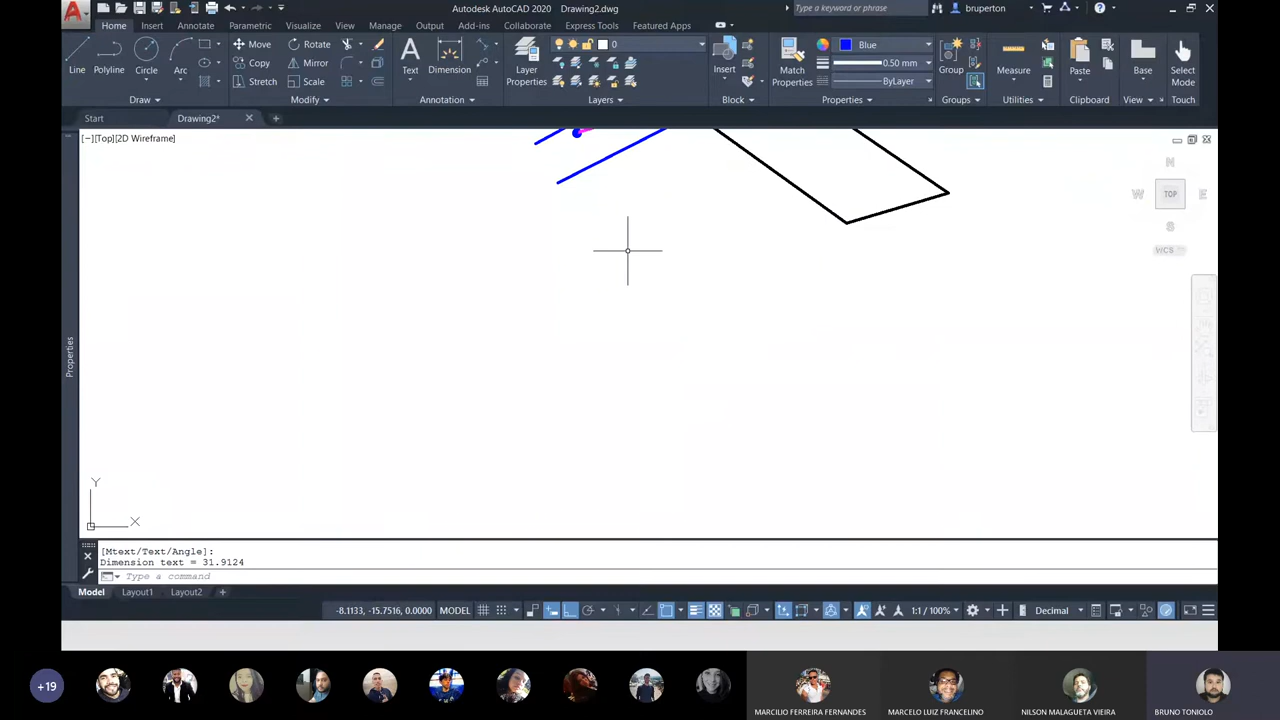 Autodesk AutoCAD 2020 Drawing2.dwg
Type a keyword or phrase
bruperton
Home Insert Annotate Parametric Visualize View Manage Output Add-ins Collaborate Express Tools Featured Apps
Line Polyline Circle Arc
Move Rotate
Copy Mirror
Stretch Scale
Text Dimension
Layer Properties
0
Insert
Match Properties
Blue
0.50 mm
ByLayer
Group
Measure
Paste
Base
Select Mode
Draw Modify Annotation Layers Block Properties Groups Utilities Clipboard View Touch
Start Drawing2*
[−][Top][2D Wireframe]
N
W TOP E
S
WCS
Properties
Y
X
[Mtext/Text/Angle]:
Dimension text = 31.9124
Type a command
Model Layout1 Layout2
-8.1133, -15.7516, 0.0000 MODEL 1:1 / 100% Decimal
+19
MARCILIO FERREIRA FERNANDES MARCELO LUIZ FRANCELINO NILSON MALAGUETA VIEIRA BRUNO TONIOLO